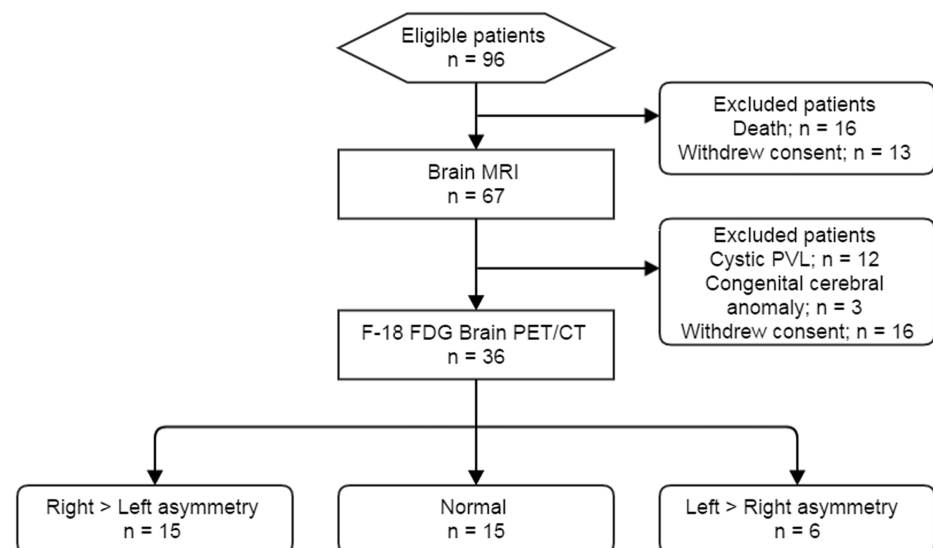 Eligible patients
n = 96
Excluded patients
Death; n = 16
Withdrew consent; n = 13
Brain MRI
n = 67
Excluded patients
Cystic PVL; n = 12
Congenital cerebral
anomaly; n = 3
Withdrew consent; n = 16
F-18 FDG Brain PET/CT
n = 36
Right > Left asymmetry
n = 15
Normal
n = 15
Left > Right asymmetry
n = 6